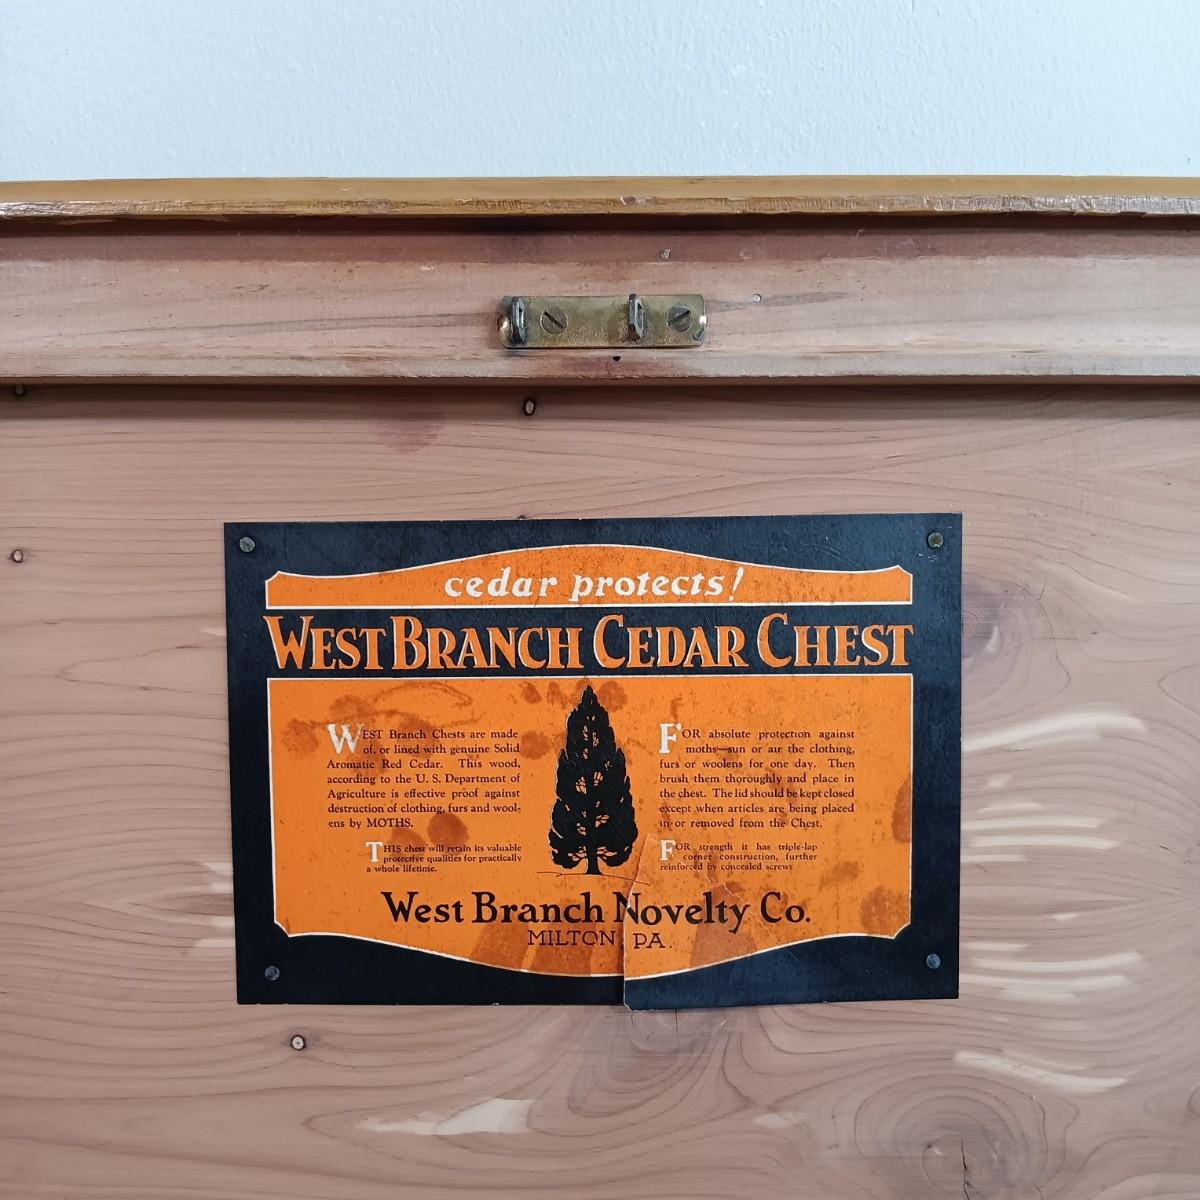 cedar protects!
WEST BRANCH CEDAR CHEST
WEST Branch Chests are made
of, or lined with genuine Solid
Aromatic Red Cedar. This wood,
according to the U. S. Department of
Agriculture is effective proof against
destruction of clothing, furs and wool-
ens by MOTHS.
THIS chest will retain its valuable
protective qualities for practically
a whole lifetime.
FOR absolute protection against
moths—sun or air the clothing,
furs or woolens for one day. Then
brush them thoroughly and place in
the chest. The lid should be kept closed
except when articles are being placed
in or removed from the Chest.
FOR strength it has triple-lap
corner construction, further
reinforced by concealed screws
West Branch Novelty Co.
MILTON, PA.